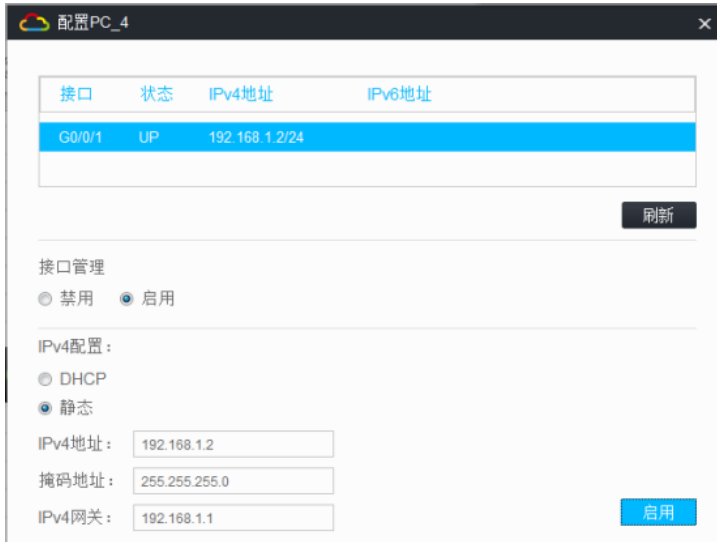 配置PC_4
接口 状态 IPv4地址 IPv6地址
G0/0/1 UP 192.168.1.2/24
刷新
接口管理
禁用 启用
IPv4配置：
DHCP
静态
IPv4地址： 192.168.1.2
掩码地址： 255.255.255.0
IPv4网关： 192.168.1.1
启用